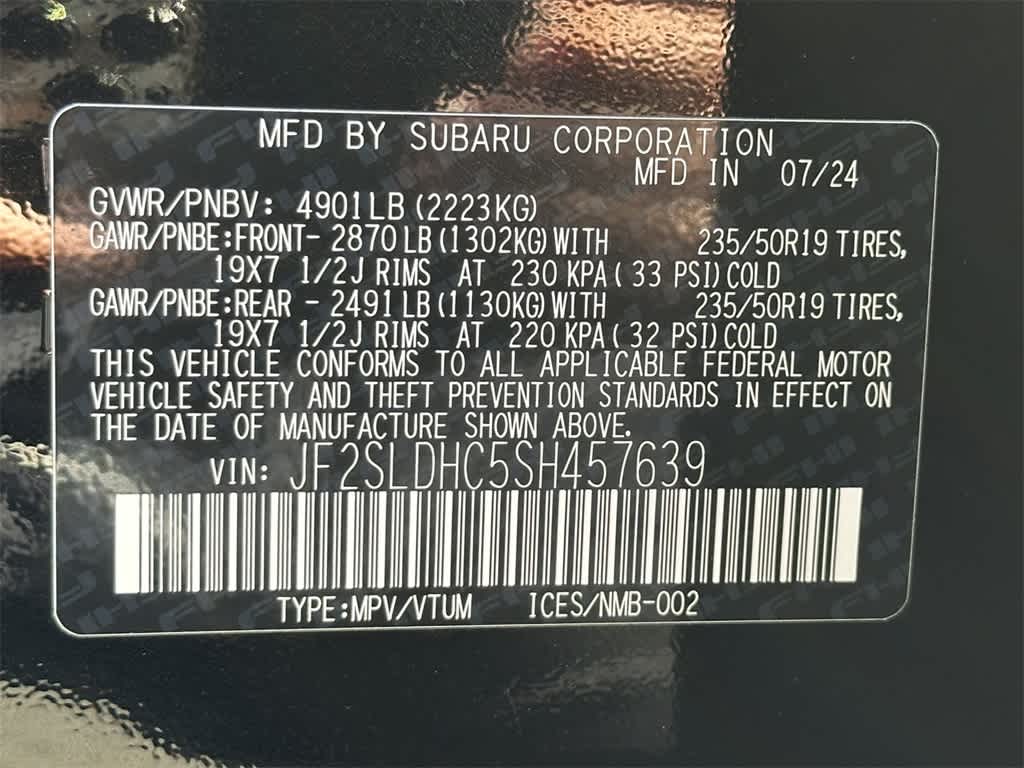 MFD BY SUBARU CORPORATION
MFD IN 07/24
GVWR/PNBV: 4901LB (2223KG)
GAWR/PNBE:FRONT- 2870 LB (1302KG) WITH 235/50R19 TIRES,
19X7 1/2J RIMS AT 230 KPA ( 33 PSI) COLD
GAWR/PNBE:REAR - 2491 LB (1130KG) WITH 235/50R19 TIRES,
19X7 1/2J RIMS AT 220 KPA ( 32 PSI) COLD
THIS VEHICLE CONFORMS TO ALL APPLICABLE FEDERAL MOTOR
VEHICLE SAFETY AND THEFT PREVENTION STANDARDS IN EFFECT ON
THE DATE OF MANUFACTURE SHOWN ABOVE.
VIN: JF2SLDHC5SH457639
TYPE:MPV/VTUM ICES/NMB-002